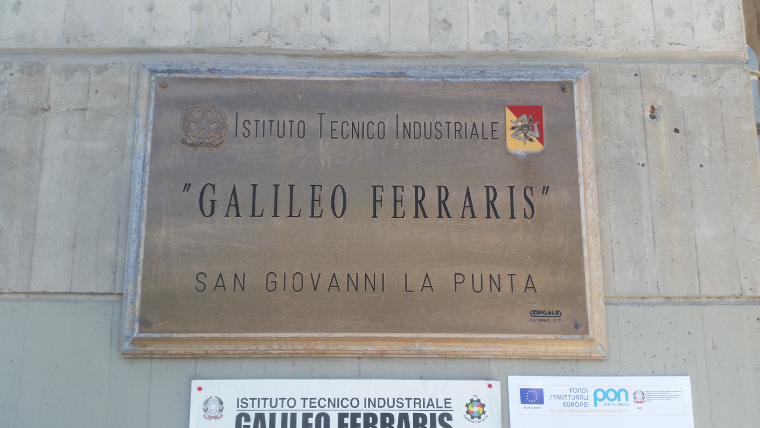 ISTITUTO TECNICO INDUSTRIALE
"GALILEO FERRARIS"
SAN GIOVANNI LA PUNTA
ZINGALE
ISTITUTO TECNICO INDUSTRIALE
GALILEO FERRARIS
FONDI
STRUTTURALI
EUROPEI
pon